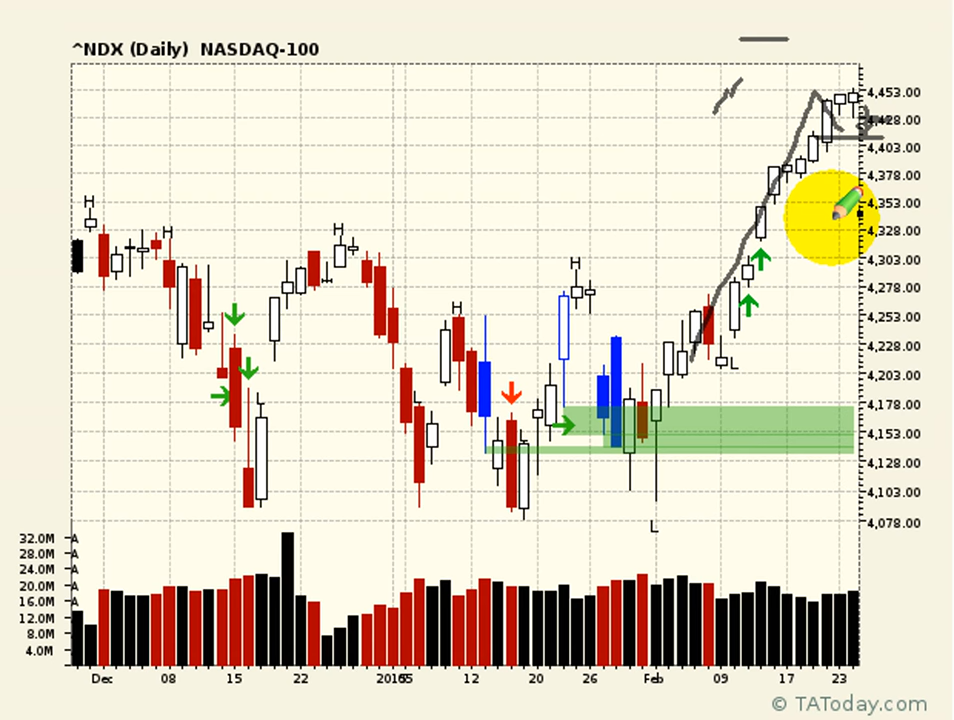 ^NDX (Daily) NASDAQ-100
4,453.00
4,428.00
4,403.00
4,378.00
4,353.00
4,328.00
4,303.00
4,278.00
4,253.00
4,228.00
4,203.00
4,178.00
4,153.00
4,128.00
4,103.00
4,078.00
H
H
H
H
H
L
L
L
L
L
32.0M A
28.0M A
24.0M A
20.0M A
16.0M A
12.0M
8.0M
4.0M
Dec 08 15 22 12 20 26 Feb 09 17 23
© TAToday.com